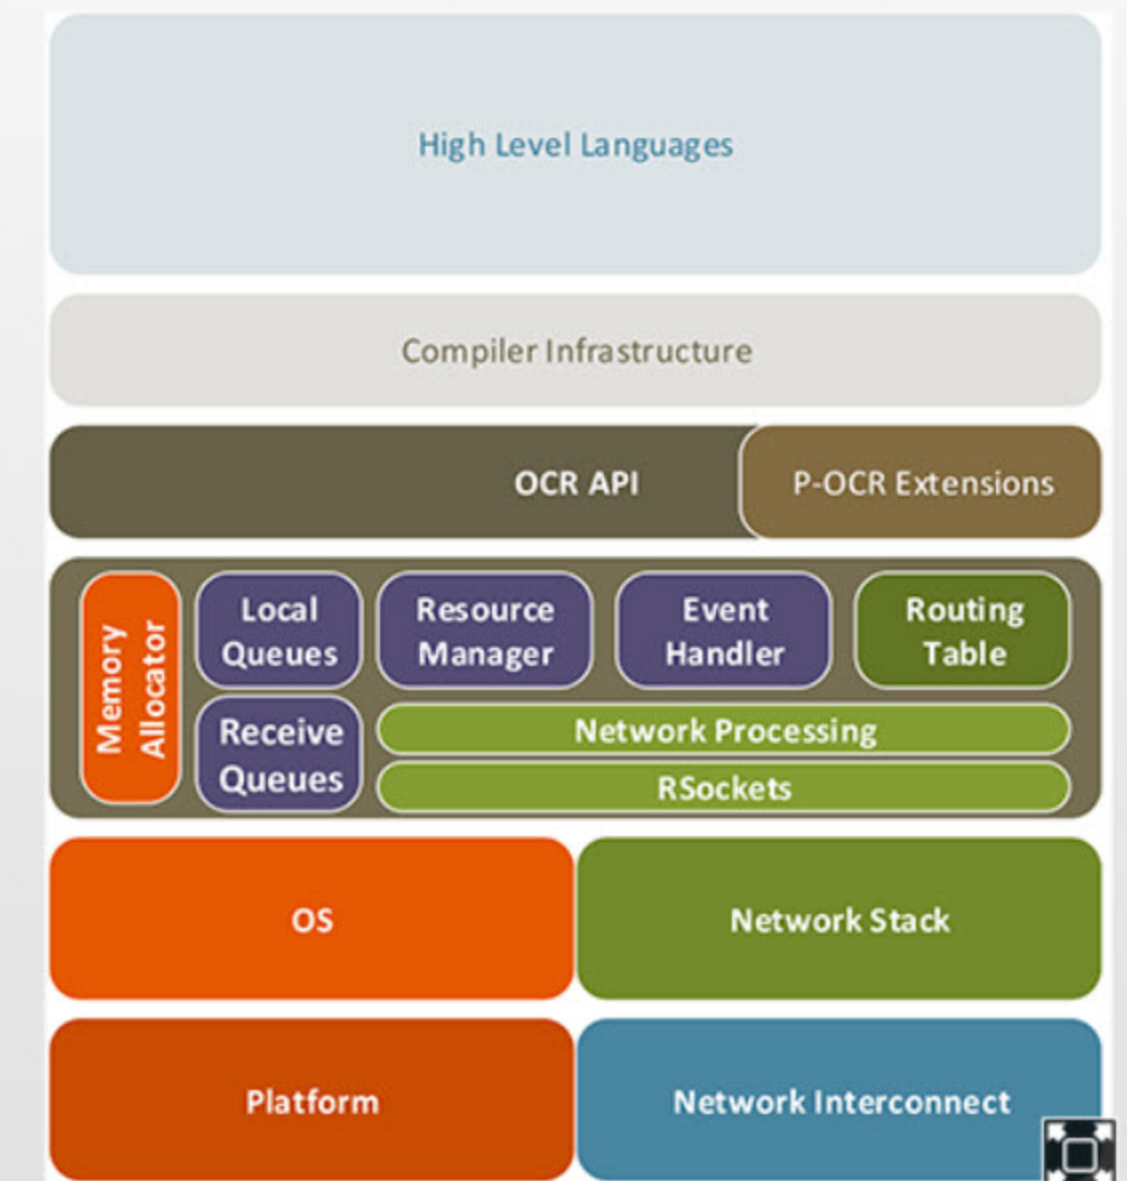 High Level Languages
Compiler Infrastructure
OCR API
P-OCR Extensions
Memory
Allocator
Local
Queues
Resource
Manager
Event
Handler
Routing
Table
Receive
Queues
Network Processing
RSockets
OS
Network Stack
Platform
Network Interconnect